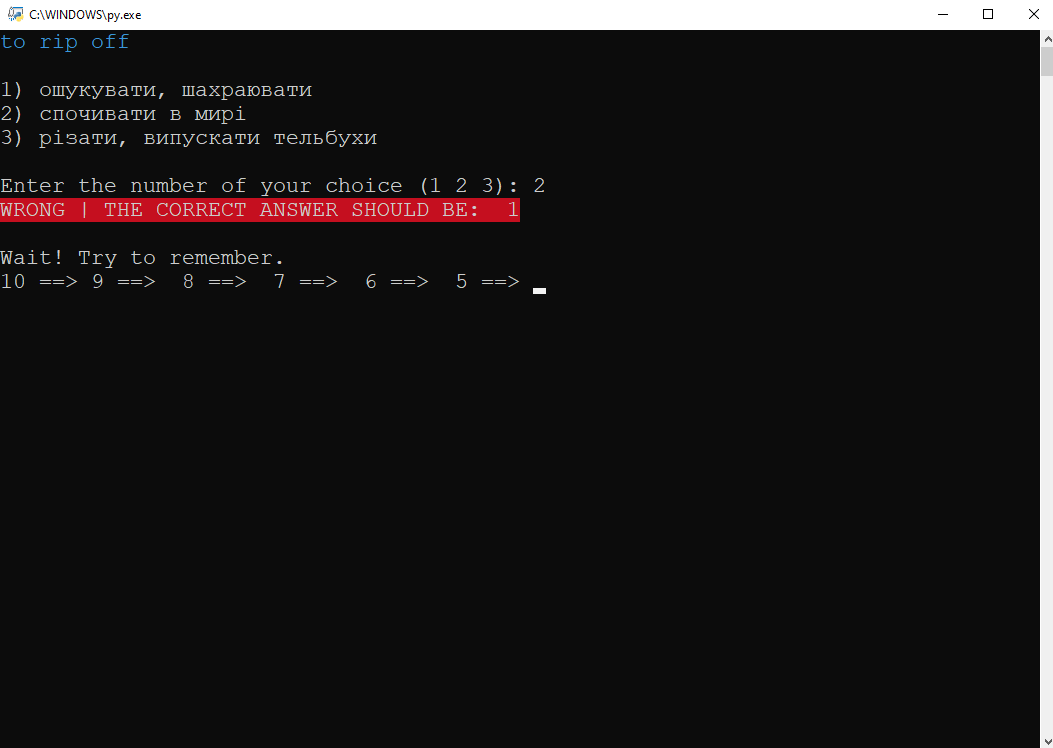 C:\WINDOWS\py.exe
to rip off
1) ошукувати, шахраювати
2) спочивати в мирі
3) різати, випускати тельбухи
Enter the number of your choice (1 2 3): 2
WRONG | THE CORRECT ANSWER SHOULD BE:  1
Wait! Try to remember.
10 ==> 9 ==>  8 ==>  7 ==>  6 ==>  5 ==>